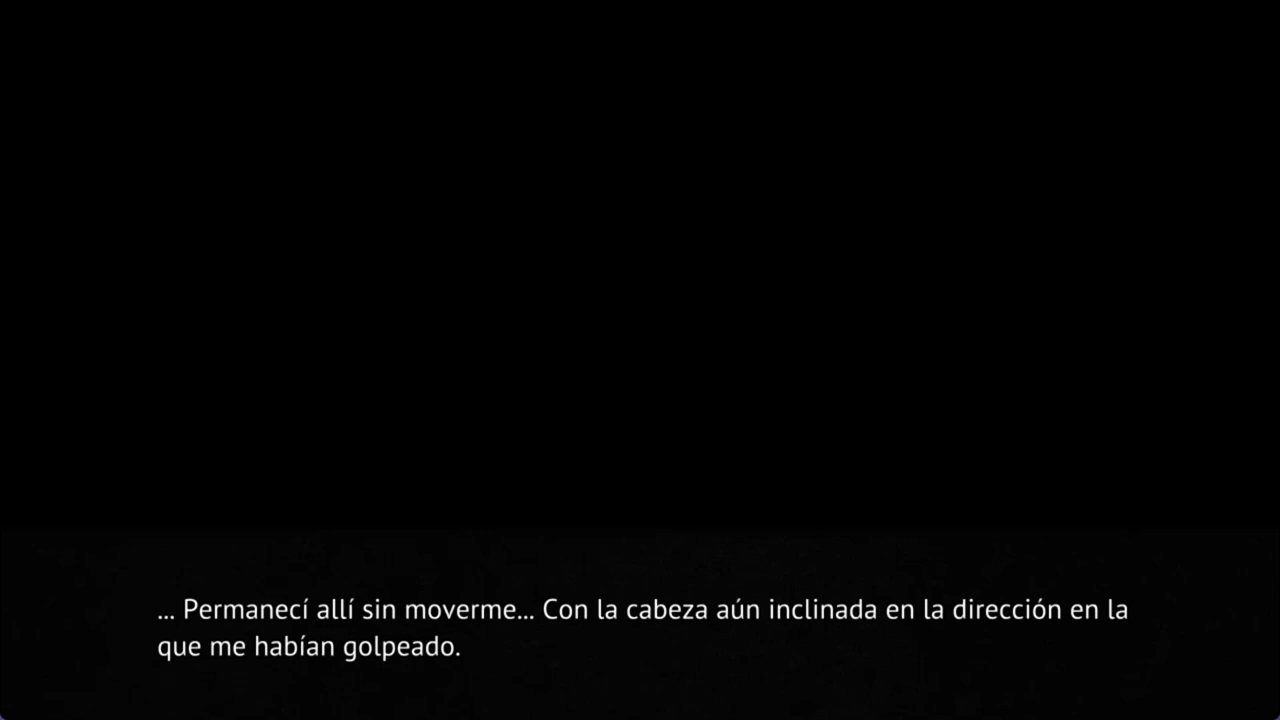 ... Permanecí allí sin moverme... Con la cabeza aún inclinada en la dirección en la
que me habían golpeado.